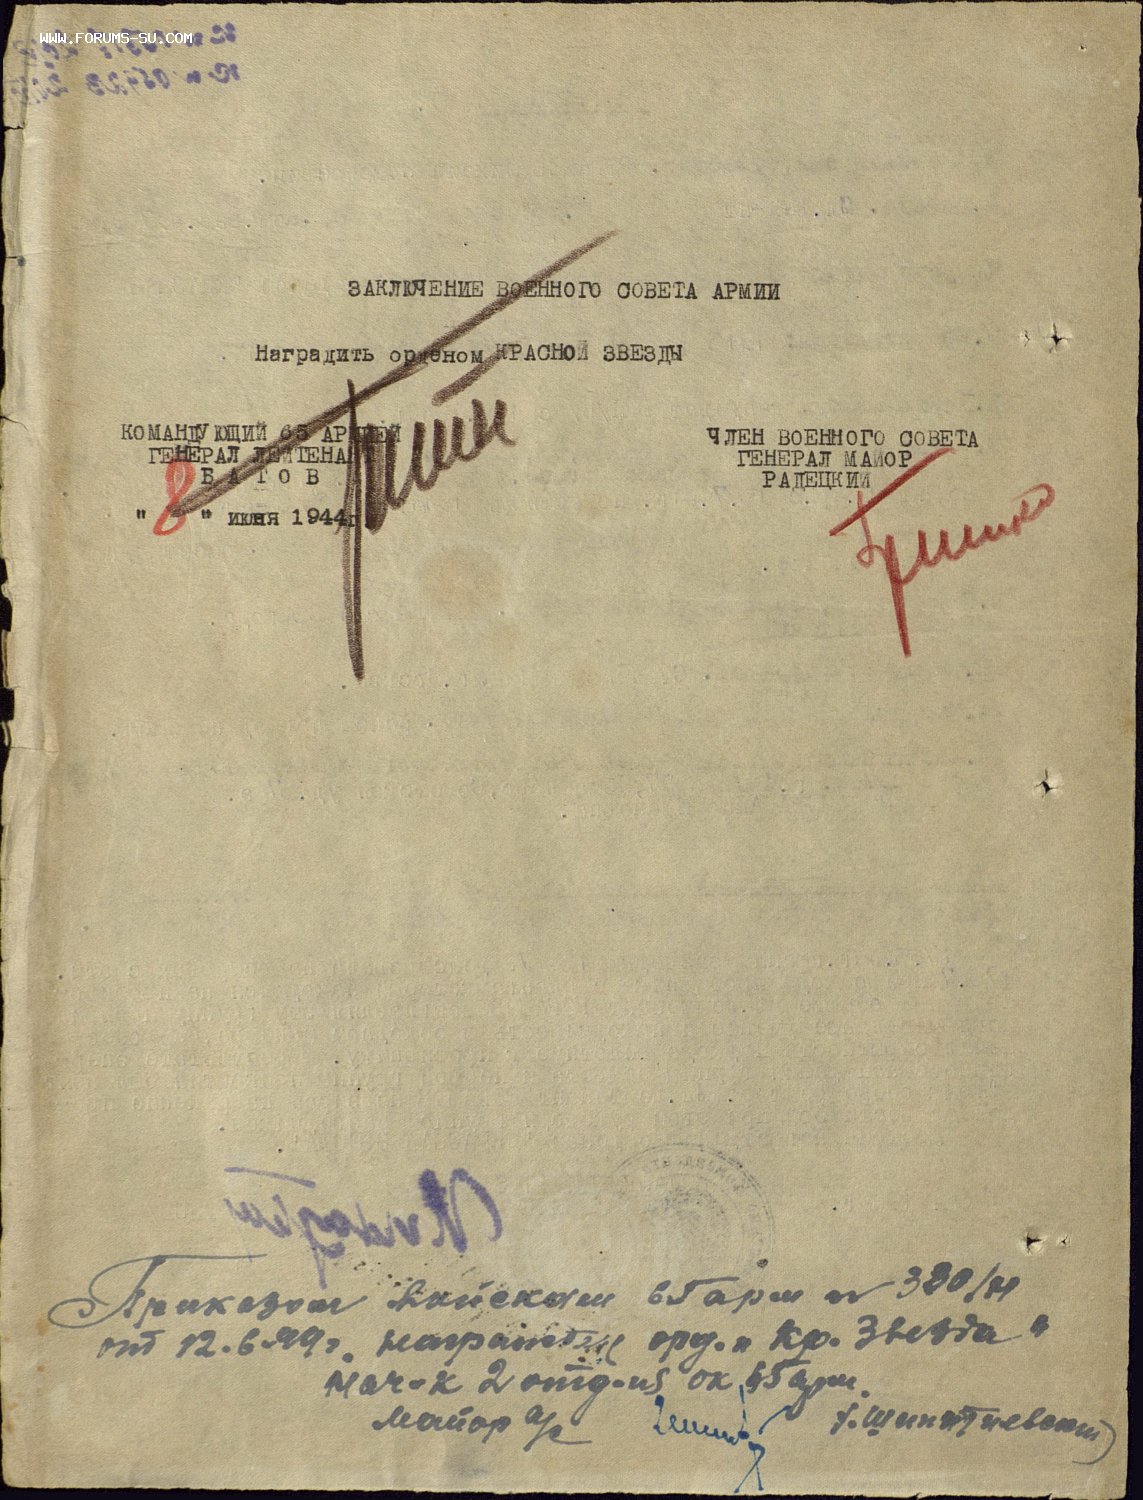 WWW.FORUMS-SU.COM
ЗАКЛЮЧЕНИЕ ВОЕННОГО СОВЕТА АРМИИ
Наградить орденом КРАСНОЙ ЗВЕЗДЫ
КОМАНДУЮЩИЙ 65 АРМИЕЙ
ГЕНЕРАЛ ЛЕЙТЕНАНТ
БАТОВ
"8" июня 1944г
ЧЛЕН ВОЕННОГО СОВЕТА
ГЕНЕРАЛ МАЙОР
РАДЕЦКИЙ
Приказом войскам 65 арм № 380/н
от 12.6.44г. награжден орд. "Кр. Звезда"
нач-к 2 отд-ия ок 65 арм.
Майор а/с